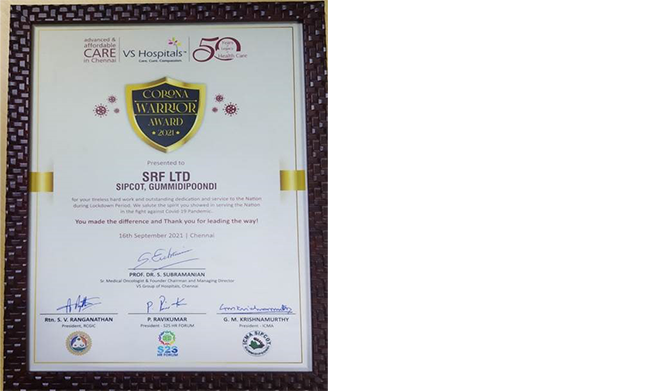 advanced &
affordable
CARE
in Chennai
VS Hospitals™
Care. Cure. Compassion.
50
Health Care
CORONA
WARRIOR
AWARD
2021
Presented to
SRF LTD
SIPCOT, GUMMIDIPOONDI
for your tireless hard work and outstanding dedication and service to the Nation
during Lockdown Period. We salute the spirit you showed in serving the Nation
in the fight against Covid 19 Pandemic.
You made the difference and Thank you for leading the way!
16th September 2021 | Chennai
PROF. DR. S. SUBRAMANIAN
Sr. Medical Oncologist & Founder Chairman and Managing Director
VS Group of Hospitals, Chennai
Rtn. S. V. RANGANATHAN
President, RCGIC
P. RAVIKUMAR
President - S2S HR FORUM
G. M. KRISHNAMURTHY
President - ICMA
S2S
HR FORUM
ICMA SIPCOT